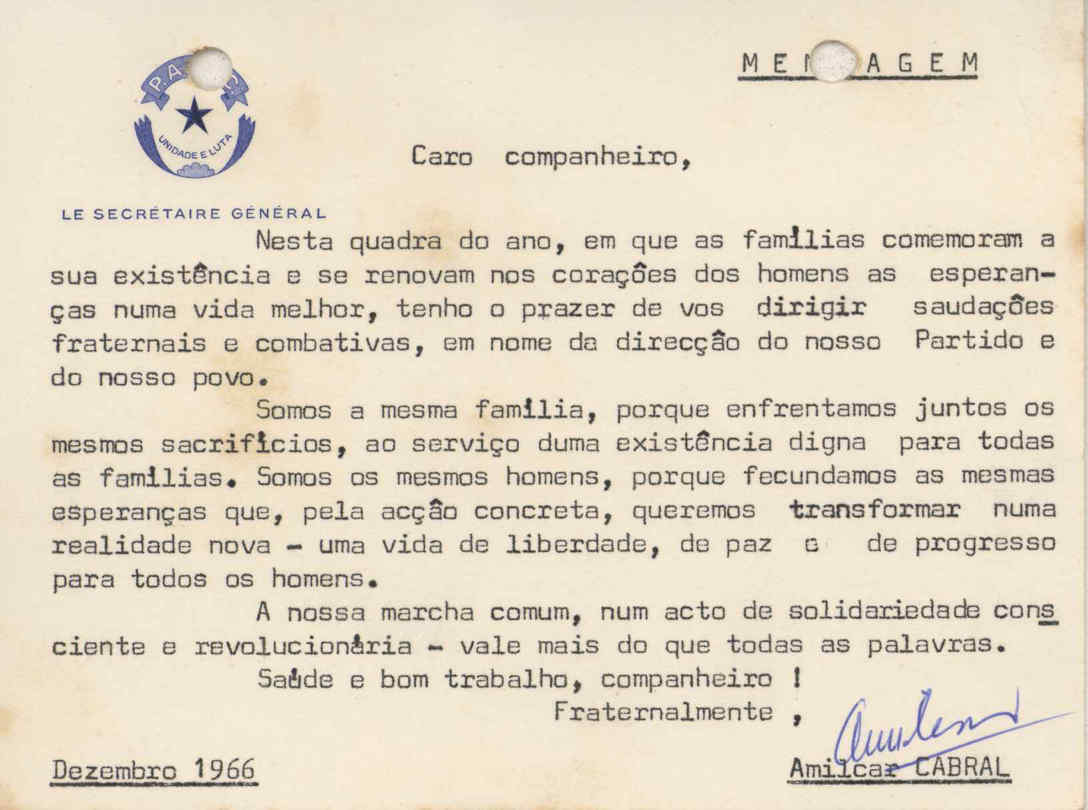 MENSAGEM
P.A.I.G.C.
UNIDADE E LUTA
Caro companheiro,
LE SECRÉTAIRE GÉNÉRAL
Nesta quadra do ano, em que as famílias comemoram a
sua existência e se renovam nos corações dos homens as esperan-
ças numa vida melhor, tenho o prazer de vos dirigir saudações
fraternais e combativas, em nome da direcção do nosso Partido e
do nosso povo.
Somos a mesma família, porque enfrentamos juntos os
mesmos sacrifícios, ao serviço duma existência digna para todas
as famílias. Somos os mesmos homens, porque fecundamos as mesmas
esperanças que, pela acção concreta, queremos transformar numa
realidade nova - uma vida de liberdade, de paz e de progresso
para todos os homens.
A nossa marcha comum, num acto de solidariedade cons
ciente e revolucionária - vale mais do que todas as palavras.
Saúde e bom trabalho, companheiro !
Fraternalmente ,
Dezembro 1966
Amilcar CABRAL